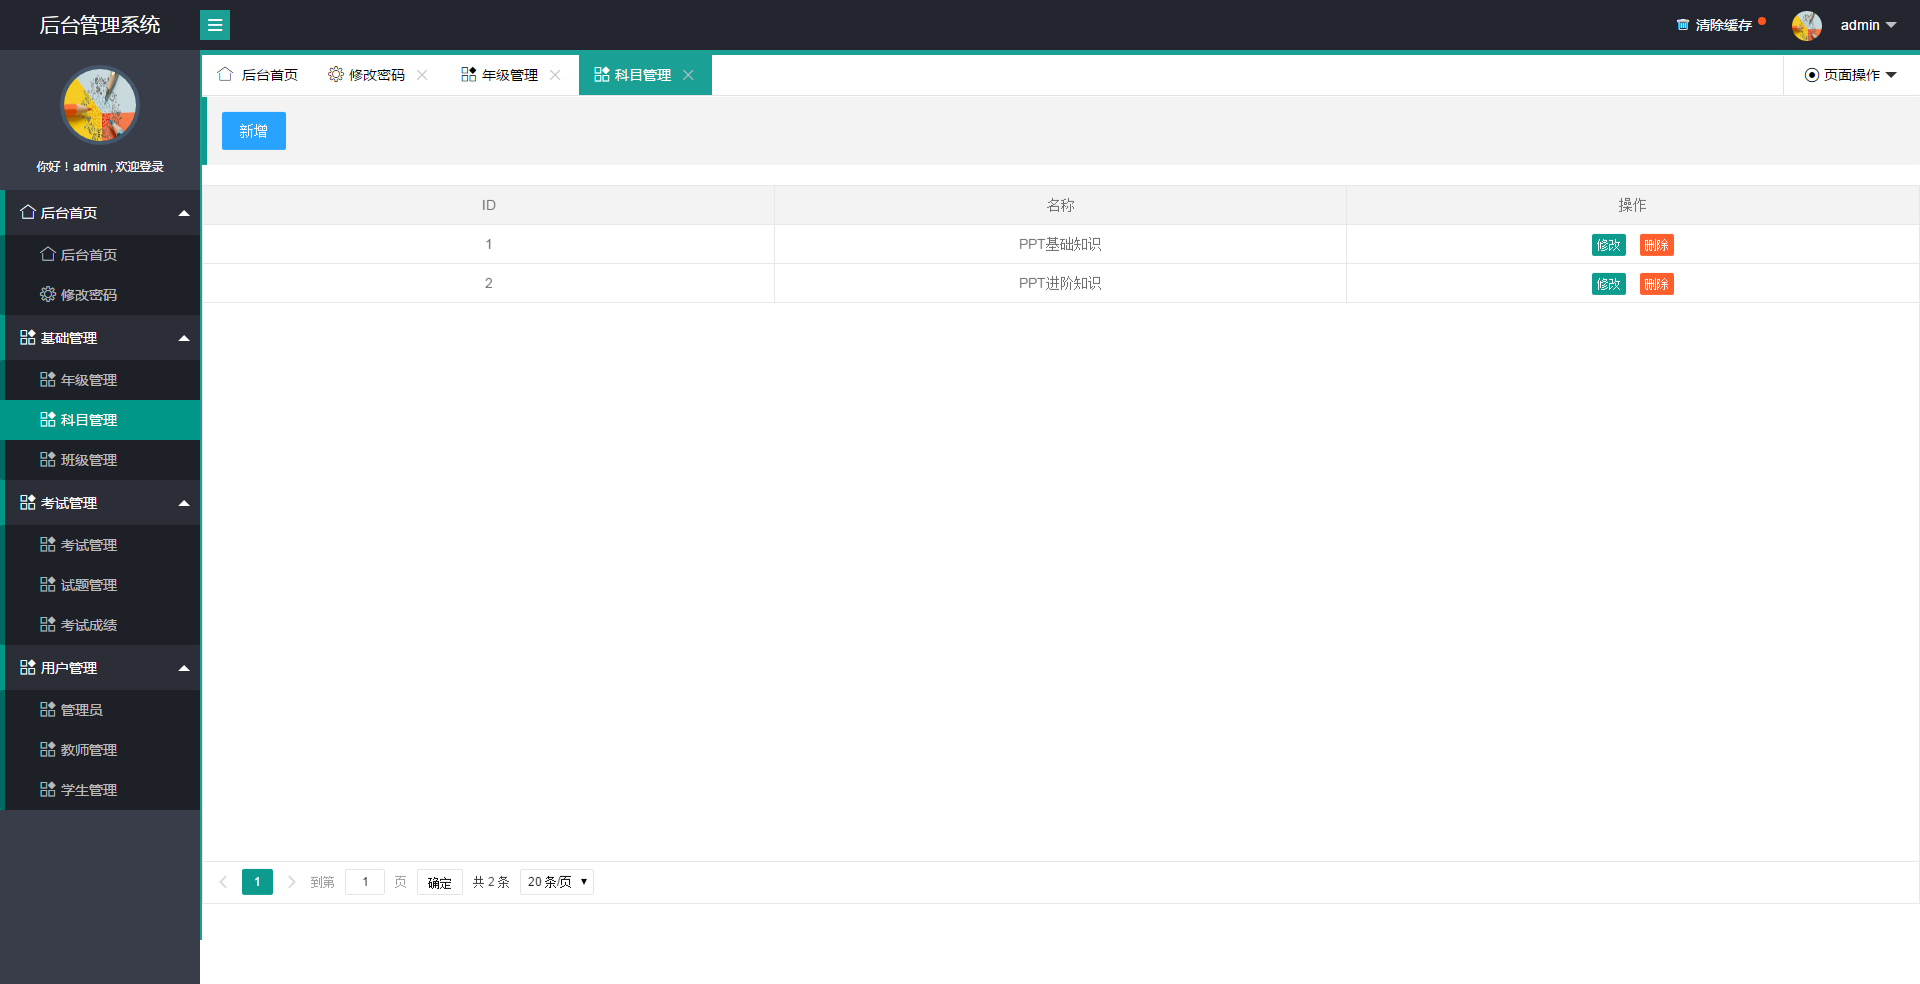 后台管理系统
清除缓存
admin
你好！admin , 欢迎登录
后台首页
后台首页
修改密码
基础管理
年级管理
科目管理
班级管理
考试管理
考试管理
试题管理
考试成绩
用户管理
管理员
教师管理
学生管理
后台首页 修改密码 年级管理 科目管理 页面操作
新增
ID 名称 操作
1 PPT基础知识 修改 删除
2 PPT进阶知识 修改 删除
1 到第 1 页 确定 共 2 条 20 条/页